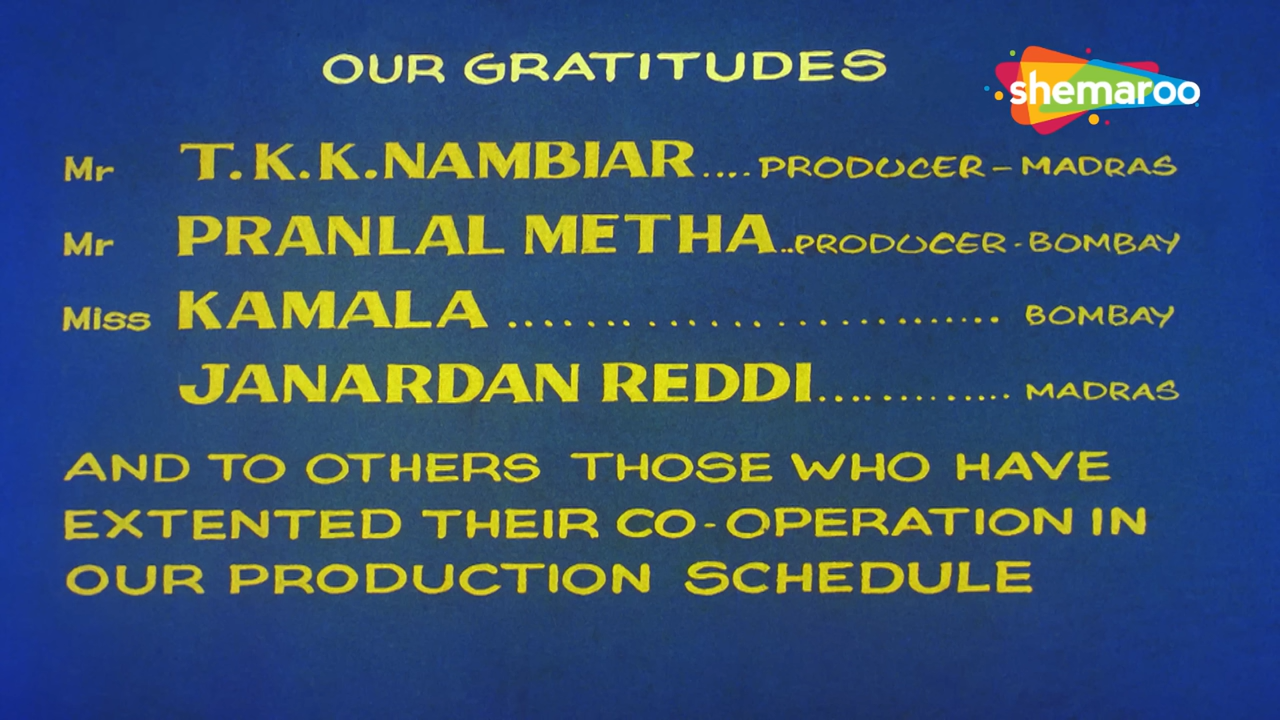 OUR GRATITUDES
shemaroo
Mr T.K.K.NAMBIAR....PRODUCER-MADRAS
Mr PRANLAL METHA..PRODUCER-BOMBAY
Miss KAMALA .............................. BOMBAY
JANARDAN REDDI............. MADRAS
AND TO OTHERS THOSE WHO HAVE
EXTENTED THEIR CO-OPERATION IN
OUR PRODUCTION SCHEDULE